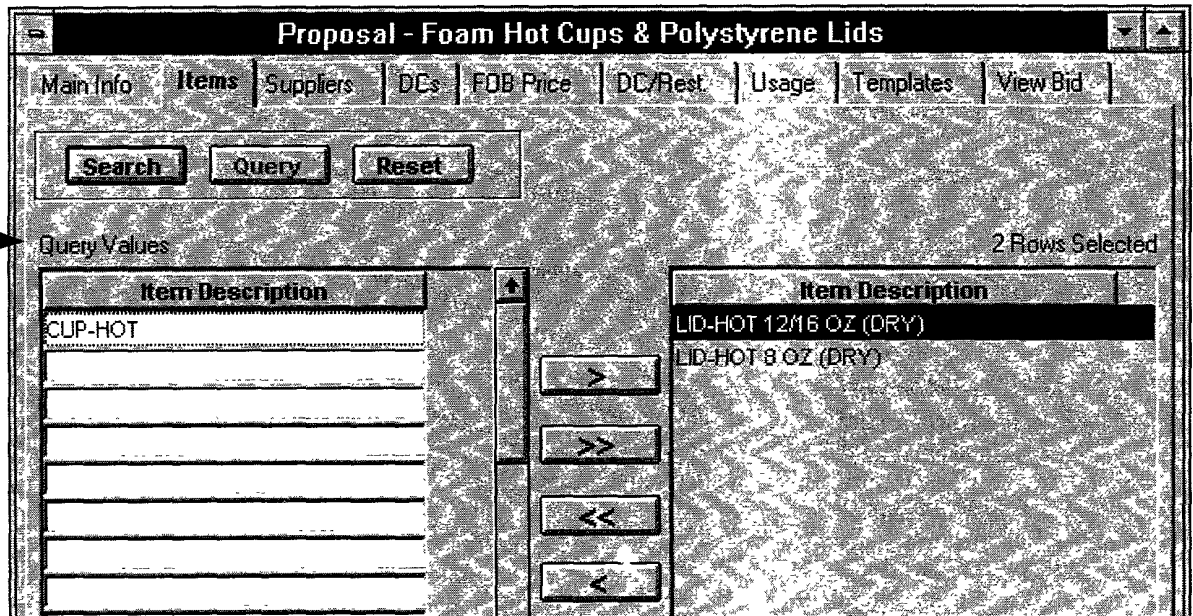 Proposal - Foam Hot Cups & Polystyrene Lids
Main Info Items Suppliers DCs FOB Price DC/Rest. Usage Templates View Bid
Search Query Reset
Query Values 2 Rows Selected
Item Description Item Description
CUP-HOT LID-HOT 12/16 OZ (DRY)
LID-HOT 8 OZ (DRY)
>
>>
<<
<